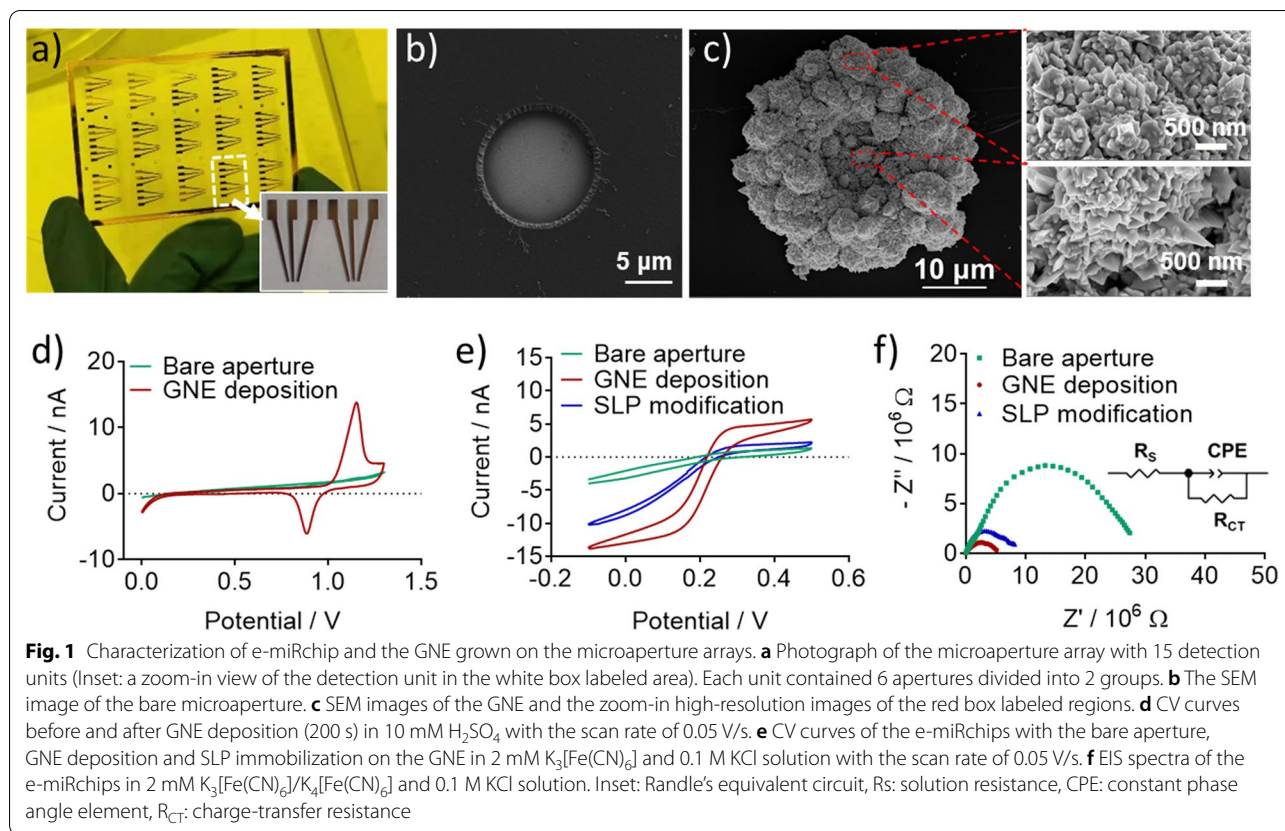 a)
b)
5 µm
c)
10 µm
500 nm
500 nm
d)
20
10
0
-10
Current / nA
Bare aperture
GNE deposition
0.0
0.5
1.0
1.5
Potential / V
e)
15
10
5
0
-5
-10
-15
Current / nA
Bare aperture
GNE deposition
SLP modification
-0.2
0.0
0.2
0.4
0.6
Potential / V
f)
20
15
10
5
0
- Z'' / 10⁶ Ω
Bare aperture
GNE deposition
SLP modification
R_S
CPE
R_CT
0
10
20
30
40
50
Z' / 10⁶ Ω
Fig. 1 Characterization of e-miRchip and the GNE grown on the microaperture arrays. a Photograph of the microaperture array with 15 detection
units (Inset: a zoom-in view of the detection unit in the white box labeled area). Each unit contained 6 apertures divided into 2 groups. b The SEM
image of the bare microaperture. c SEM images of the GNE and the zoom-in high-resolution images of the red box labeled regions. d CV curves
before and after GNE deposition (200 s) in 10 mM H₂SO₄ with the scan rate of 0.05 V/s. e CV curves of the e-miRchips with the bare aperture,
GNE deposition and SLP immobilization on the GNE in 2 mM K₃[Fe(CN)₆] and 0.1 M KCl solution with the scan rate of 0.05 V/s. f EIS spectra of the
e-miRchips in 2 mM K₃[Fe(CN)₆]/K₄[Fe(CN)₆] and 0.1 M KCl solution. Inset: Randle's equivalent circuit, Rs: solution resistance, CPE: constant phase
angle element, R_CT: charge-transfer resistance